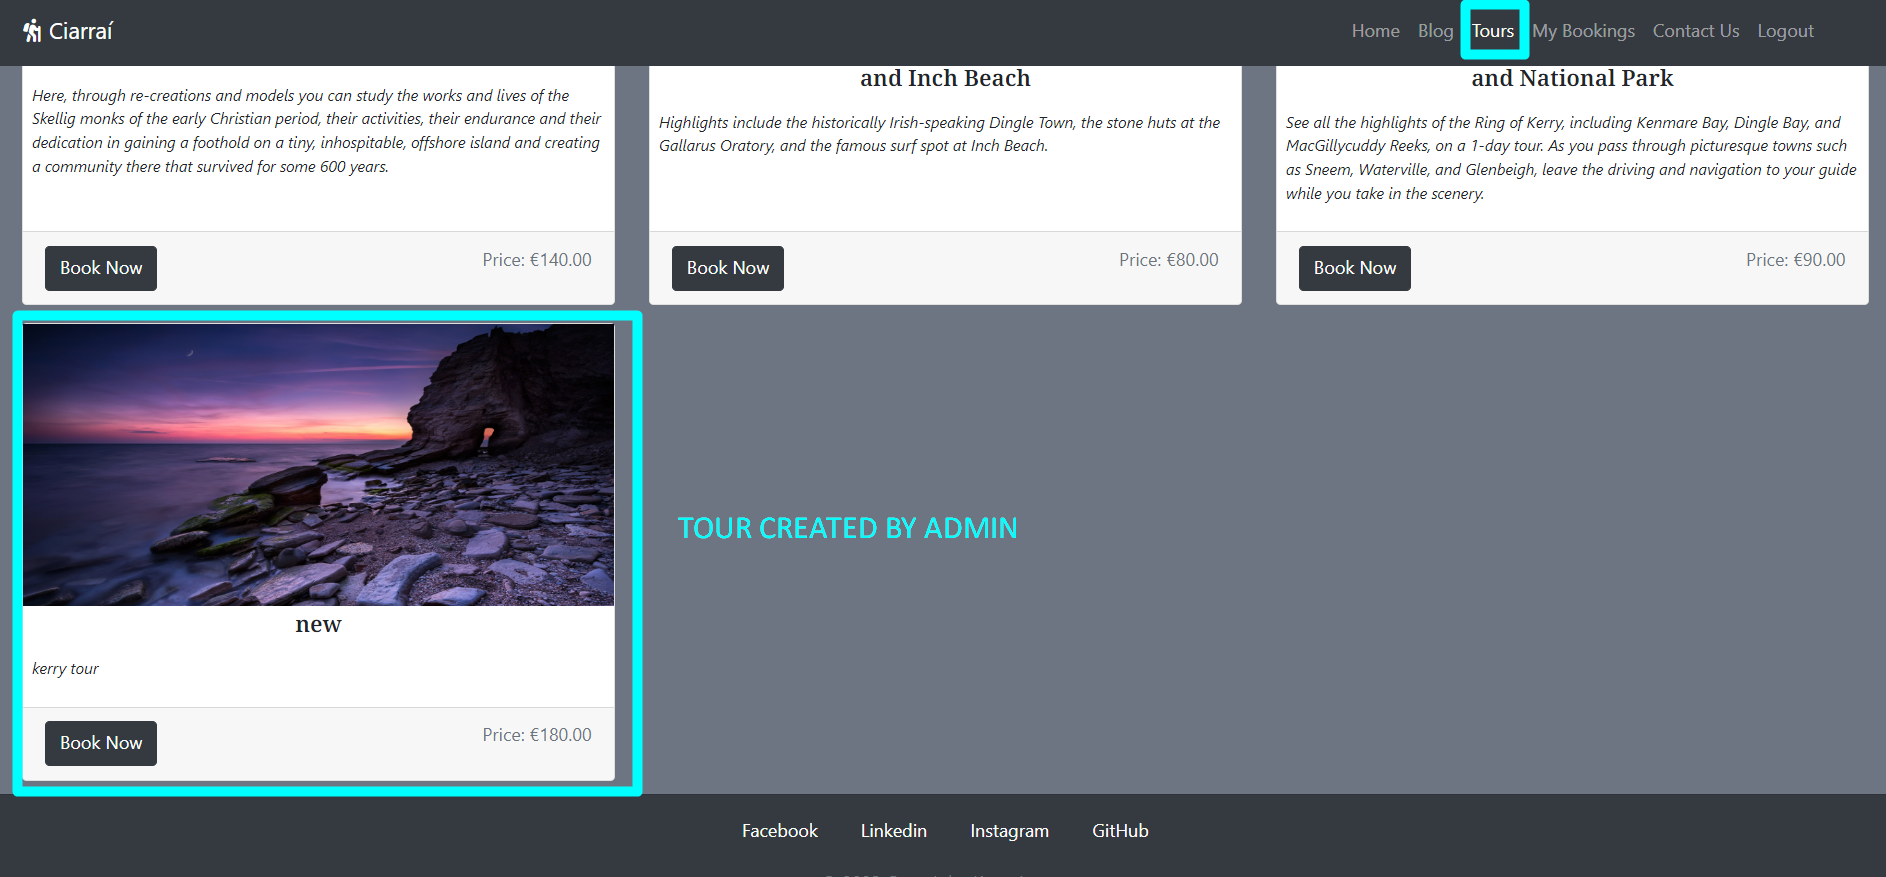 Ciarraí
Home Blog Tours My Bookings Contact Us Logout
Here, through re-creations and models you can study the works and lives of the
Skellig monks of the early Christian period, their activities, their endurance and their
dedication in gaining a foothold on a tiny, inhospitable, offshore island and creating
a community there that survived for some 600 years.
Book Now
Price: €140.00
and Inch Beach
Highlights include the historically Irish-speaking Dingle Town, the stone huts at the
Gallarus Oratory, and the famous surf spot at Inch Beach.
Book Now
Price: €80.00
and National Park
See all the highlights of the Ring of Kerry, including Kenmare Bay, Dingle Bay, and
MacGillycuddy Reeks, on a 1-day tour. As you pass through picturesque towns such
as Sneem, Waterville, and Glenbeigh, leave the driving and navigation to your guide
while you take in the scenery.
Book Now
Price: €90.00
new
kerry tour
Book Now
Price: €180.00
TOUR CREATED BY ADMIN
Facebook Linkedin Instagram GitHub